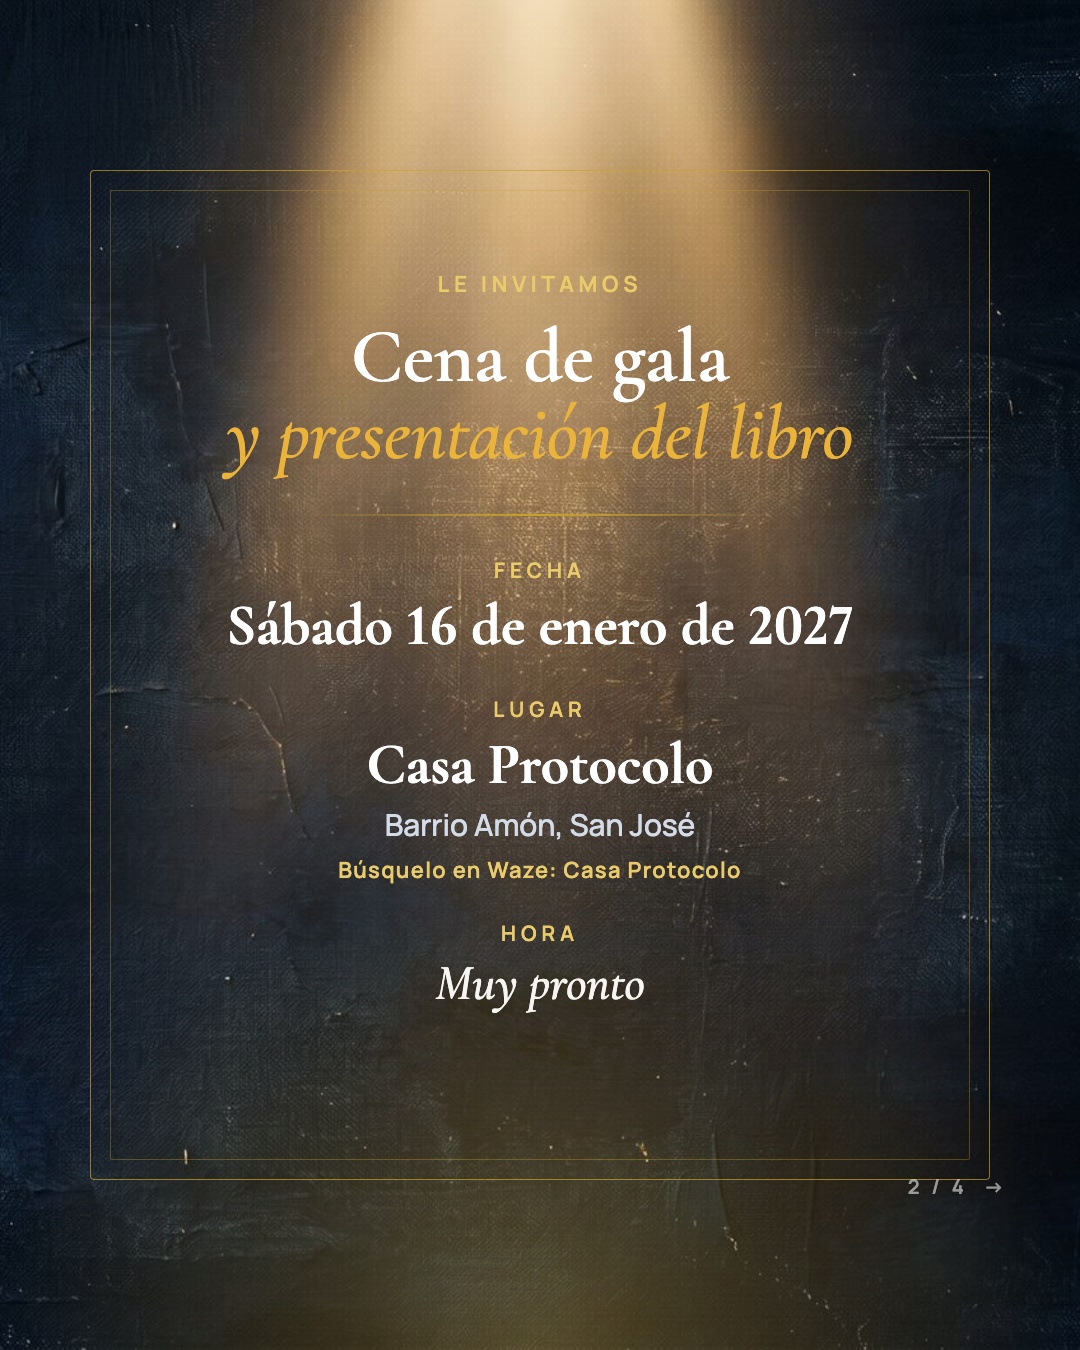 LE INVITAMOS
Cena de gala
y presentación del libro
FECHA
Sábado 16 de enero de 2027
LUGAR
Casa Protocolo
Barrio Amón, San José
Búsquelo en Waze: Casa Protocolo
HORA
Muy pronto
2 / 4 →